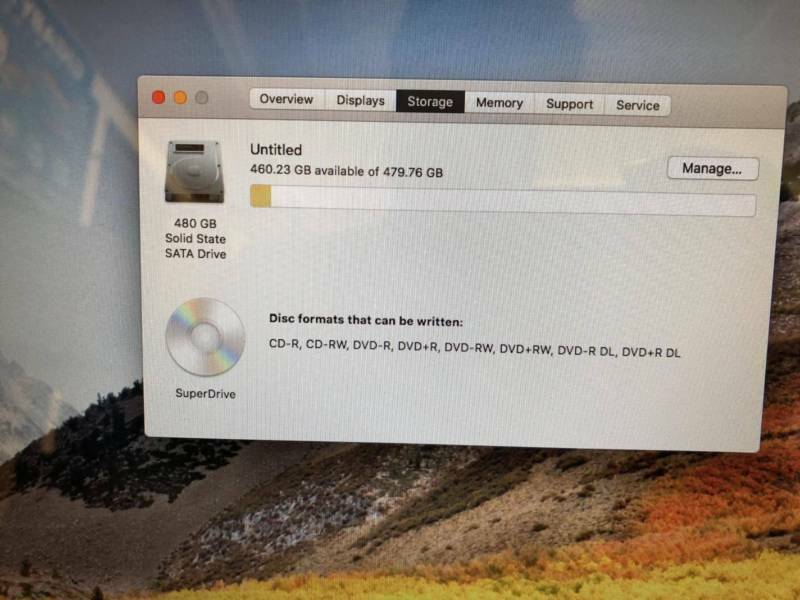 Overview Displays Storage Memory Support Service
Untitled
460.23 GB available of 479.76 GB
Manage...
480 GB
Solid State
SATA Drive
Disc formats that can be written:
CD-R, CD-RW, DVD-R, DVD+R, DVD-RW, DVD+RW, DVD-R DL, DVD+R DL
SuperDrive